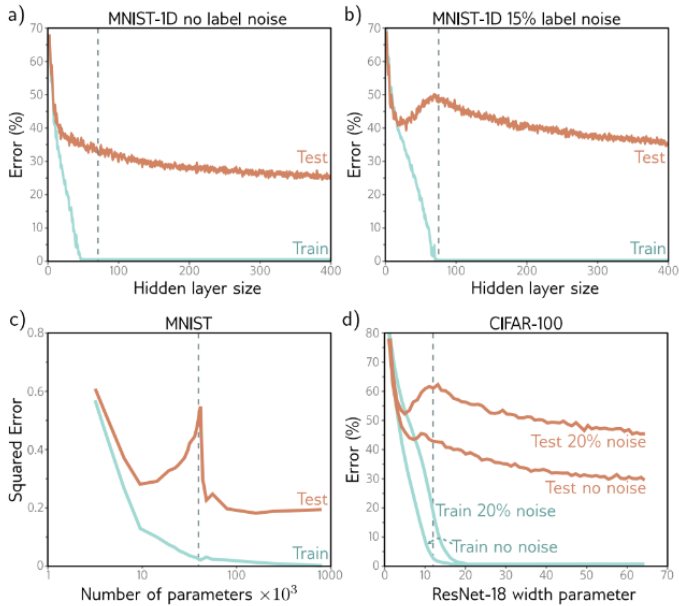 a) MNIST-1D no label noise
Error (%)
70
60
50
40
30
20
10
0
Test
Train
0 100 200 300 400
Hidden layer size
b) MNIST-1D 15% label noise
Error (%)
70
60
50
40
30
20
10
0
Test
Train
0 100 200 300 400
Hidden layer size
c) MNIST
Squared Error
0.8
0.6
0.4
0.2
0
Test
Train
1 10 100 1000
Number of parameters ×10³
d) CIFAR-100
Error (%)
80
70
60
50
40
30
20
10
0
Test 20% noise
Test no noise
Train 20% noise
Train no noise
0 10 20 30 40 50 60 70
ResNet-18 width parameter